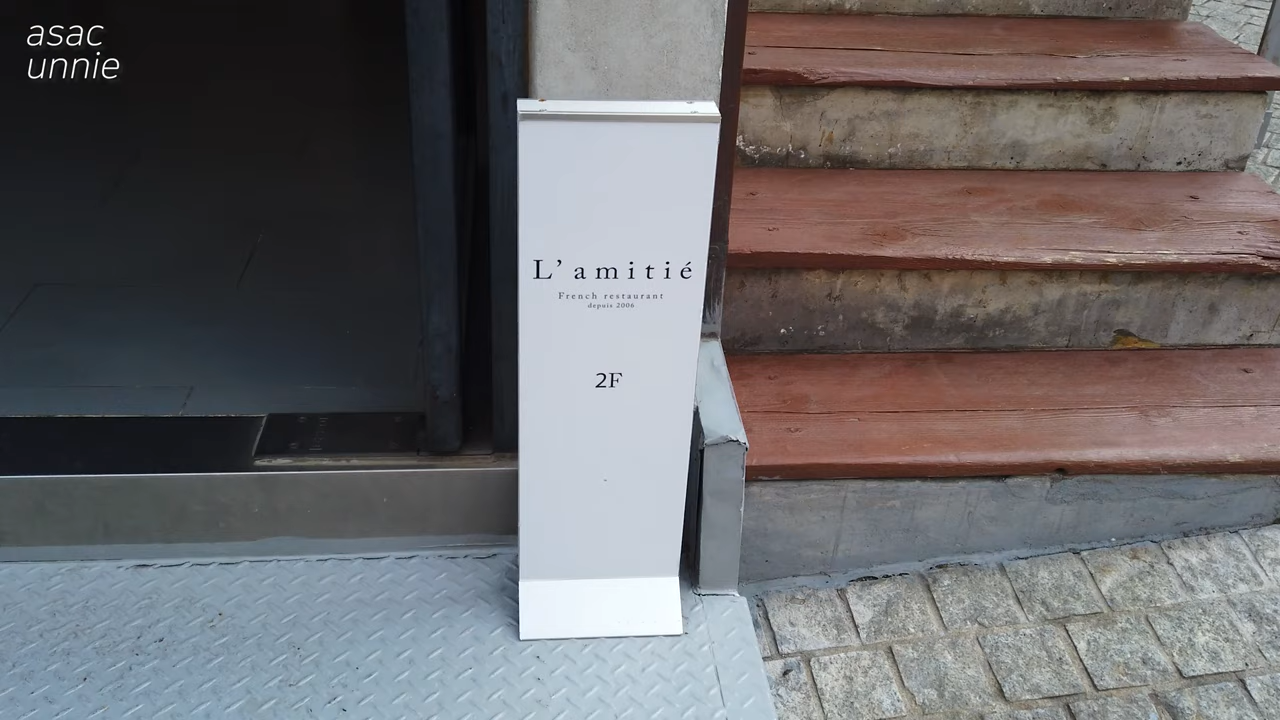 asac
unnie
L'amitié
French restaurant
depuis 2006
2F